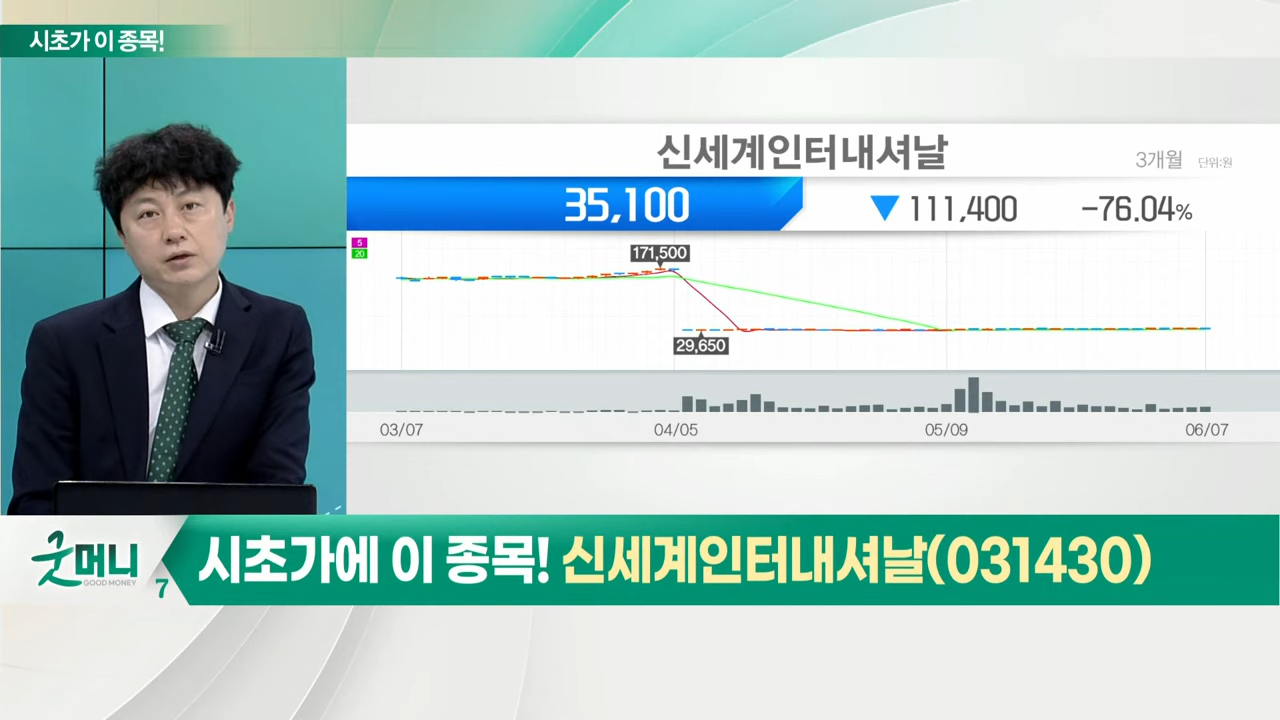 시초가 이 종목!
신세계인터내셔날
3개월 단위:원
35,100 ▼111,400 -76.04%
5
20
171,500
29,650
03/07 04/05 05/09 06/07
굿머니
GOOD MONEY
7
시초가에 이 종목! 신세계인터내셔날(031430)